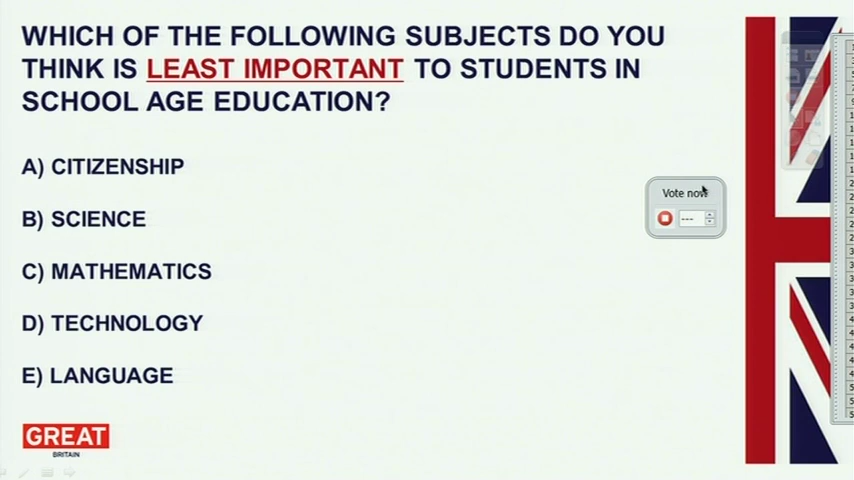 WHICH OF THE FOLLOWING SUBJECTS DO YOU
THINK IS LEAST IMPORTANT TO STUDENTS IN
SCHOOL AGE EDUCATION?
A) CITIZENSHIP
Vote now
B) SCIENCE
---
C) MATHEMATICS
D) TECHNOLOGY
E) LANGUAGE
GREAT
BRITAIN